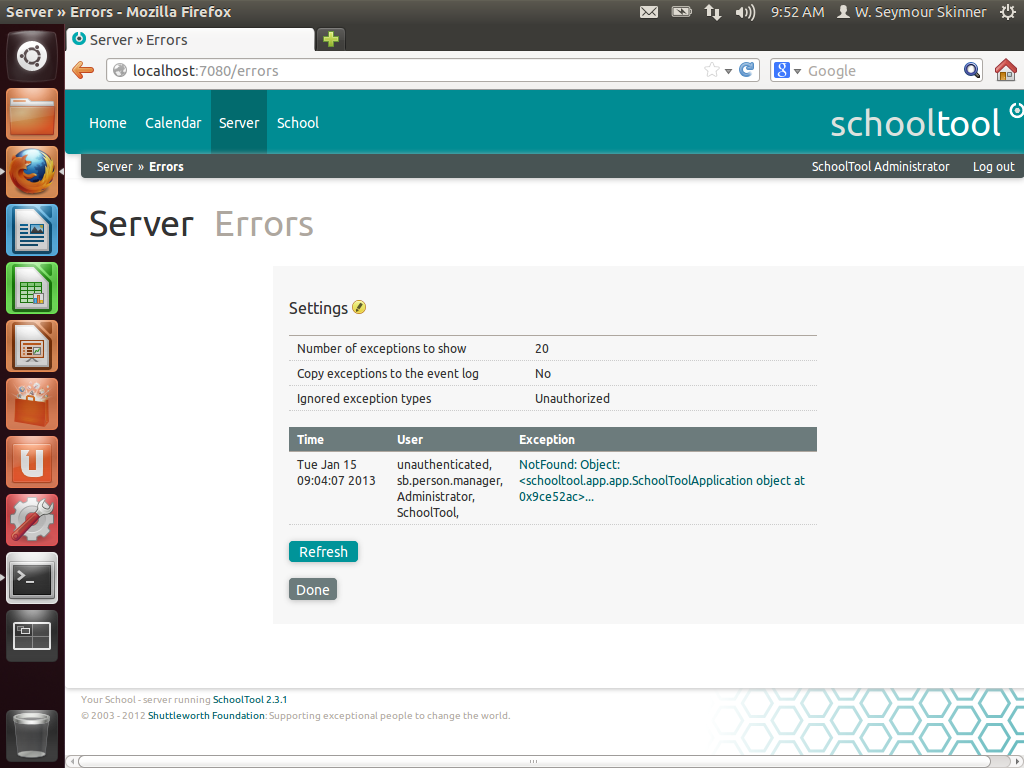 Server » Errors - Mozilla Firefox
9:52 AM W. Seymour Skinner
Server » Errors
localhost:7080/errors
Google
Home Calendar Server School
schooltool
Server » Errors
SchoolTool Administrator Log out
Server Errors
Settings
Number of exceptions to show 20
Copy exceptions to the event log No
Ignored exception types Unauthorized
Time User Exception
Tue Jan 15 unauthenticated, NotFound: Object:
09:04:07 2013 sb.person.manager, <schooltool.app.app.SchoolToolApplication object at
Administrator, 0x9ce52ac>...
SchoolTool,
Refresh
Done
Your School - server running SchoolTool 2.3.1
© 2003 - 2012 Shuttleworth Foundation: Supporting exceptional people to change the world.